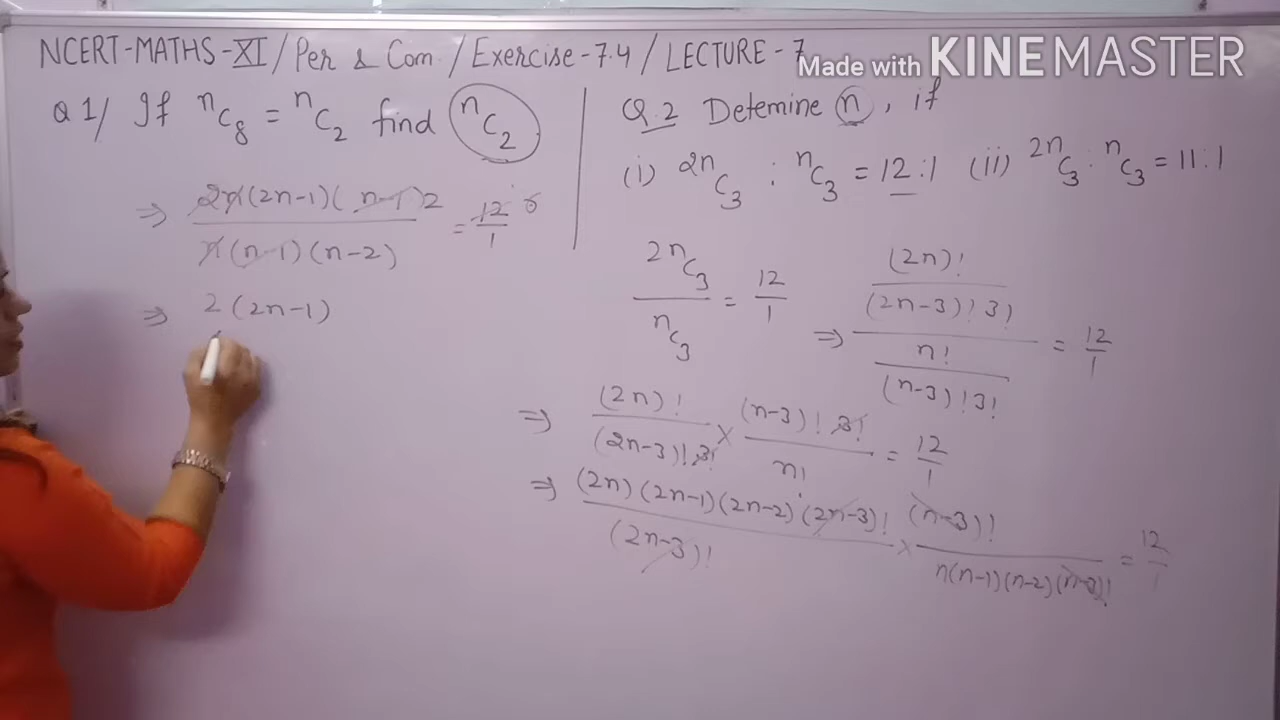 NCERT-MATHS-XI / Per & Com. / Exercise-7.4 / LECTURE-7
Made with KINEMASTER
Q 1/ If ⁿC₈ = ⁿC₂ find ⁿC₂
⇒ 2n(2n-1)(n-1)2 / n(n-1)(n-2) = 12/1 6
⇒ 2(2n-1)
Q.2 Detemine n, if
(i) ²ⁿC₃ : ⁿC₃ = 12:1 (ii) ²ⁿC₃ : ⁿC₃ = 11:1
²ⁿC₃ / ⁿC₃ = 12/1 ⇒ (2n)! / (2n-3)! 3! / n! / (n-3)! 3! = 12/1
⇒ (2n)! / (2n-3)! 3! × (n-3)! 3! / n! = 12/1
⇒ (2n)(2n-1)(2n-2)(2n-3)! / (2n-3)! × (n-3)! / n(n-1)(n-2)(n-3)! = 12/1